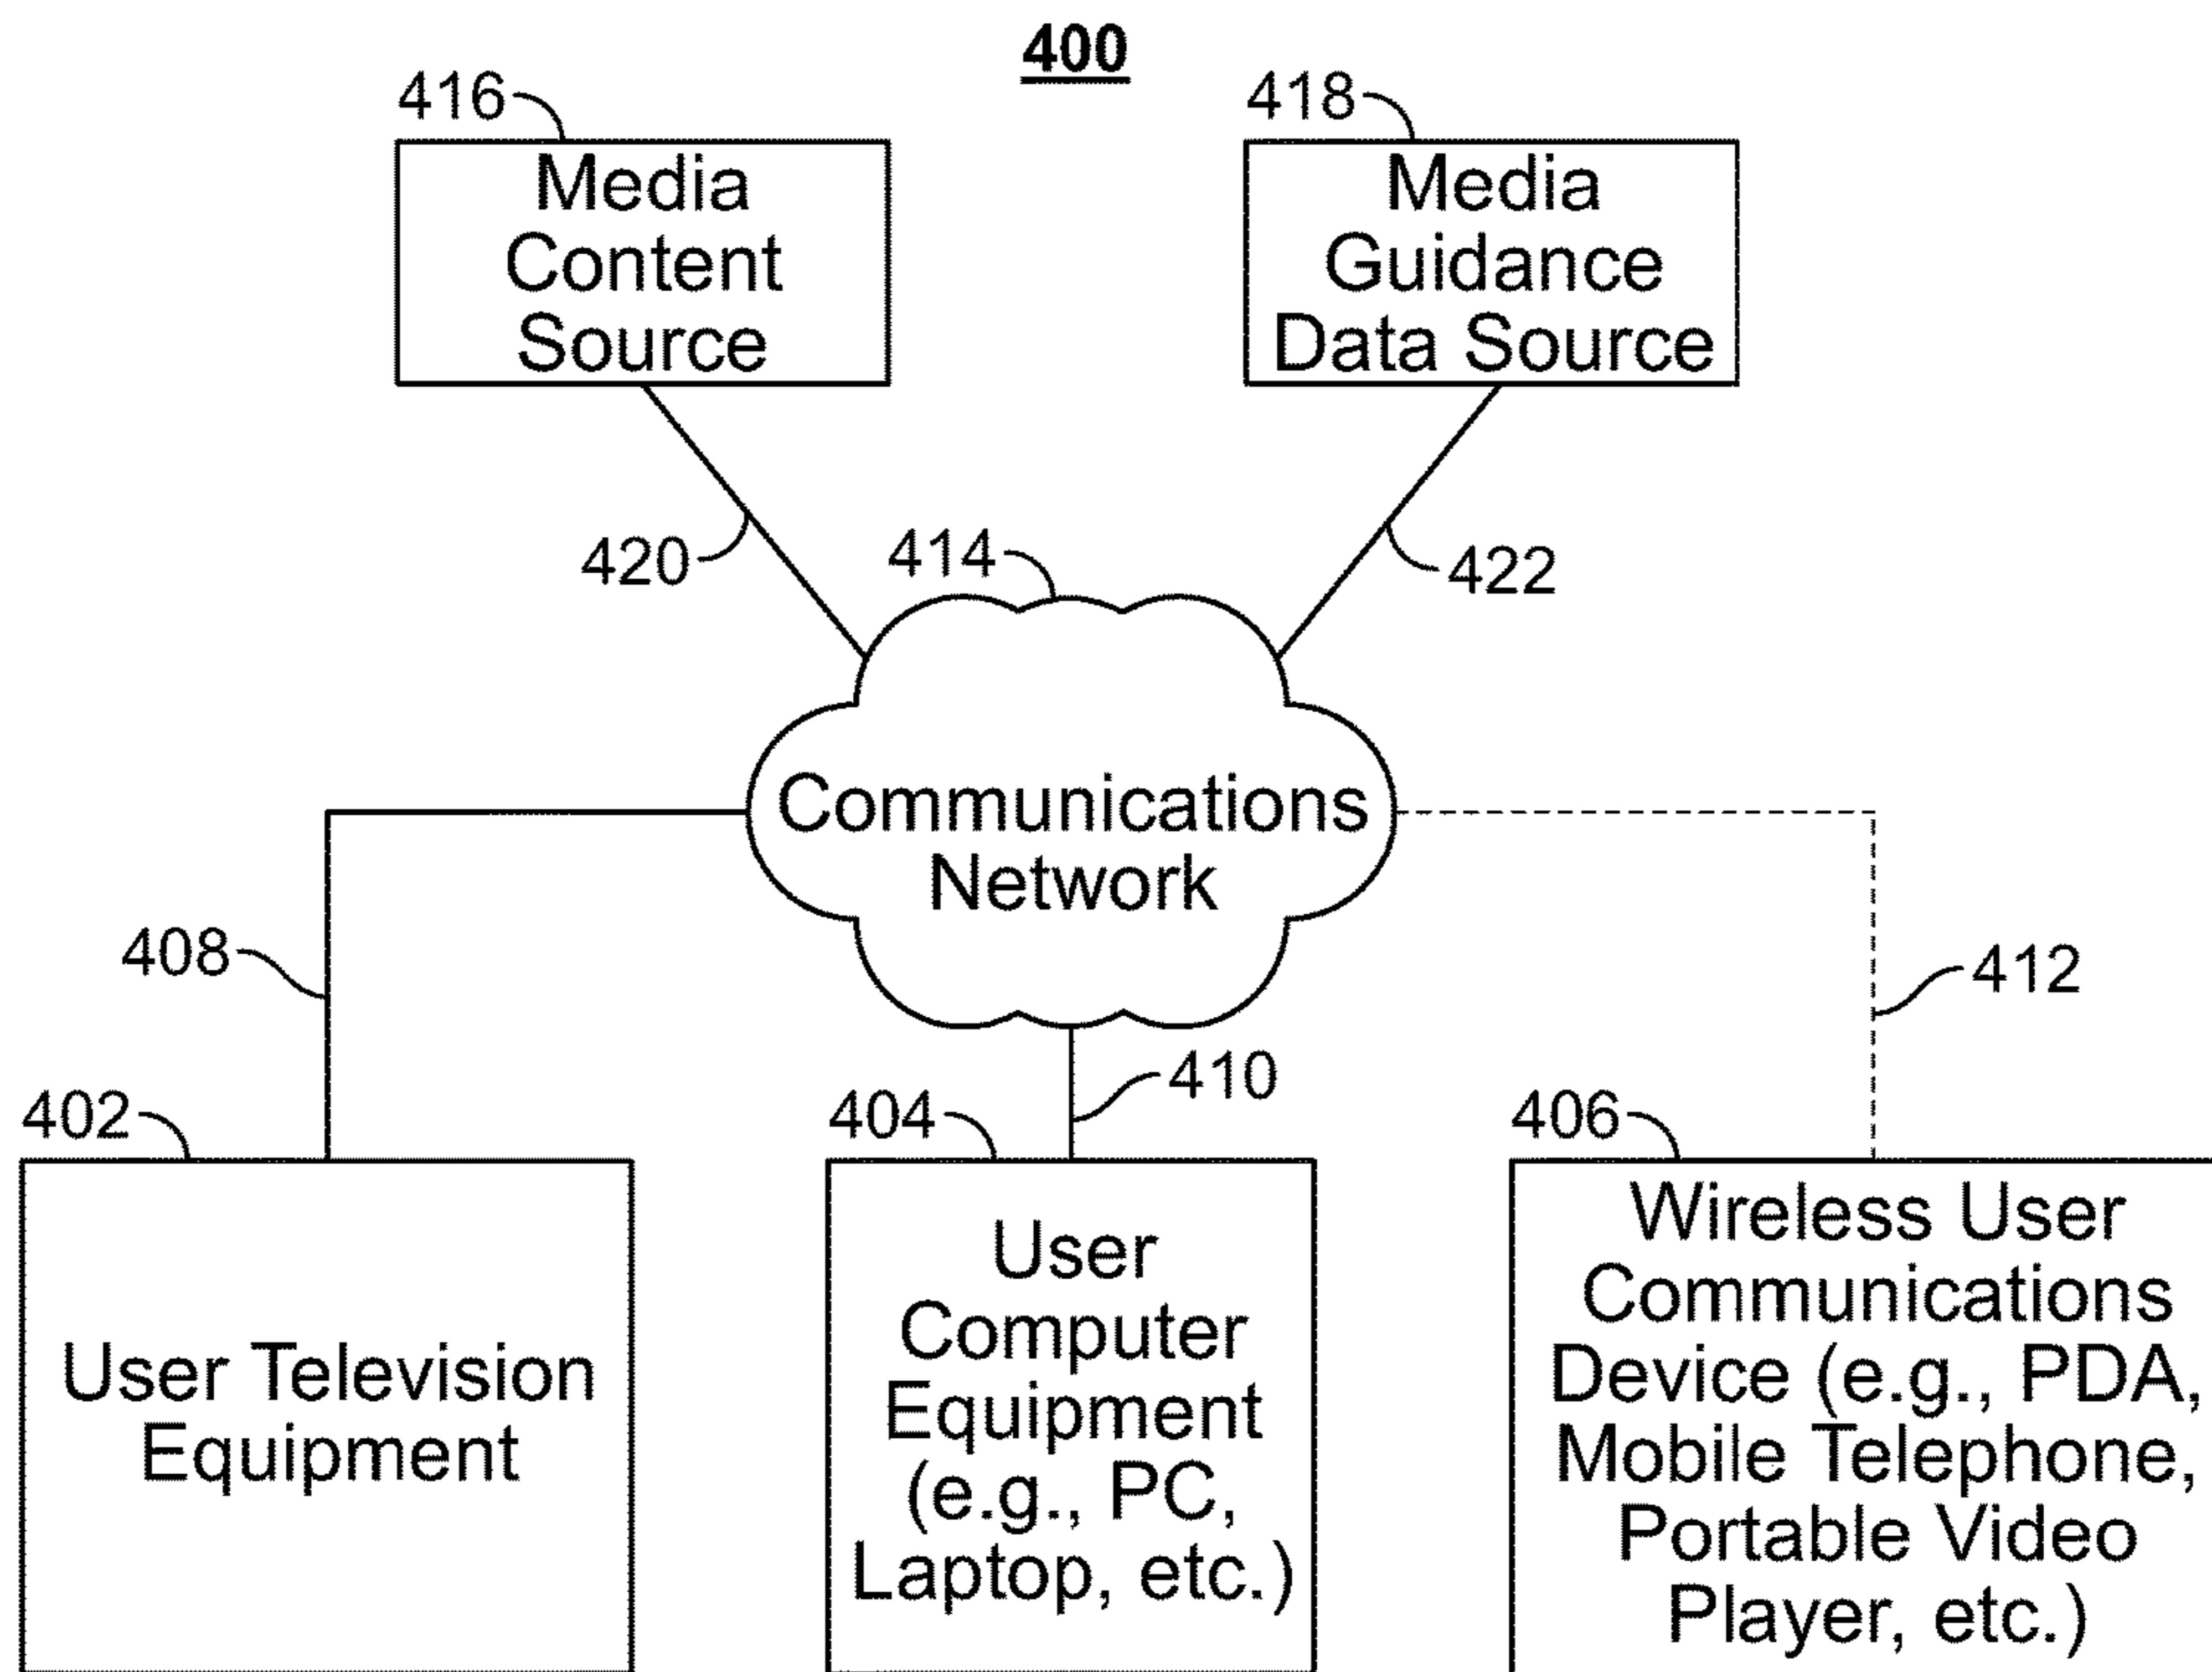 400
416
418
Media
Content
Source
Media
Guidance
Data Source
420
414
422
Communications
Network
408
412
410
402
404
406
User Television
Equipment
User
Computer
Equipment
(e.g., PC,
Laptop, etc.)
Wireless User
Communications
Device (e.g., PDA,
Mobile Telephone,
Portable Video
Player, etc.)